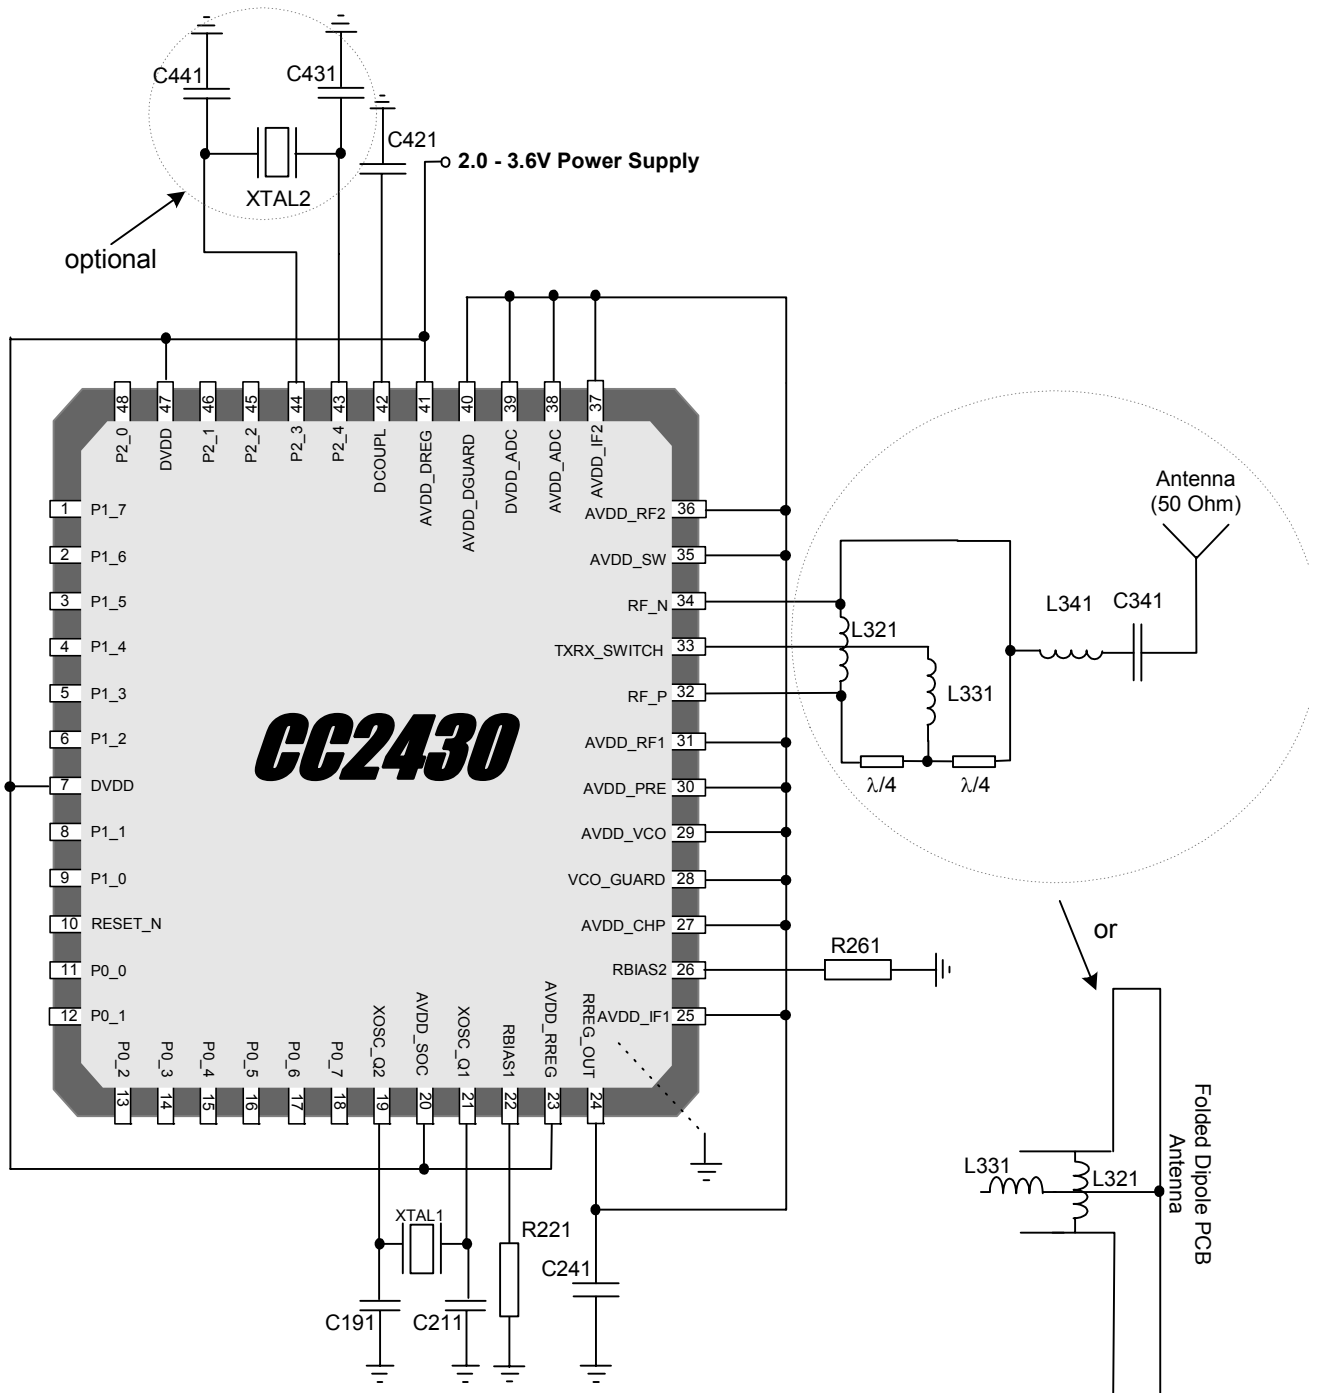 C441
C431
C421
2.0 - 3.6V Power Supply
XTAL2
optional
48
47
46
45
44
43
42
41
40
39
38
37
P2_0
DVDD
P2_1
P2_2
P2_3
P2_4
DCOUPL
AVDD_DREG
AVDD_DGUARD
DVDD_ADC
AVDD_ADC
AVDD_IF2
1 P1_7
2 P1_6
3 P1_5
4 P1_4
5 P1_3
6 P1_2
7 DVDD
8 P1_1
9 P1_0
10 RESET_N
11 P0_0
12 P0_1
CC2430
AVDD_RF2 36
AVDD_SW 35
RF_N 34
TXRX_SWITCH 33
RF_P 32
AVDD_RF1 31
AVDD_PRE 30
AVDD_VCO 29
VCO_GUARD 28
AVDD_CHP 27
RBIAS2 26
AVDD_IF1 25
P0_2
P0_3
P0_4
P0_5
P0_6
P0_7
XOSC_Q2
AVDD_SOC
XOSC_Q1
RBIAS1
AVDD_RREG
RREG_OUT
13
14
15
16
17
18
19
20
21
22
23
24
Antenna
(50 Ohm)
L341
C341
L321
L331
λ/4
λ/4
R261
or
XTAL1
R221
C241
C191
C211
L331
L321
Folded Dipole PCB
Antenna